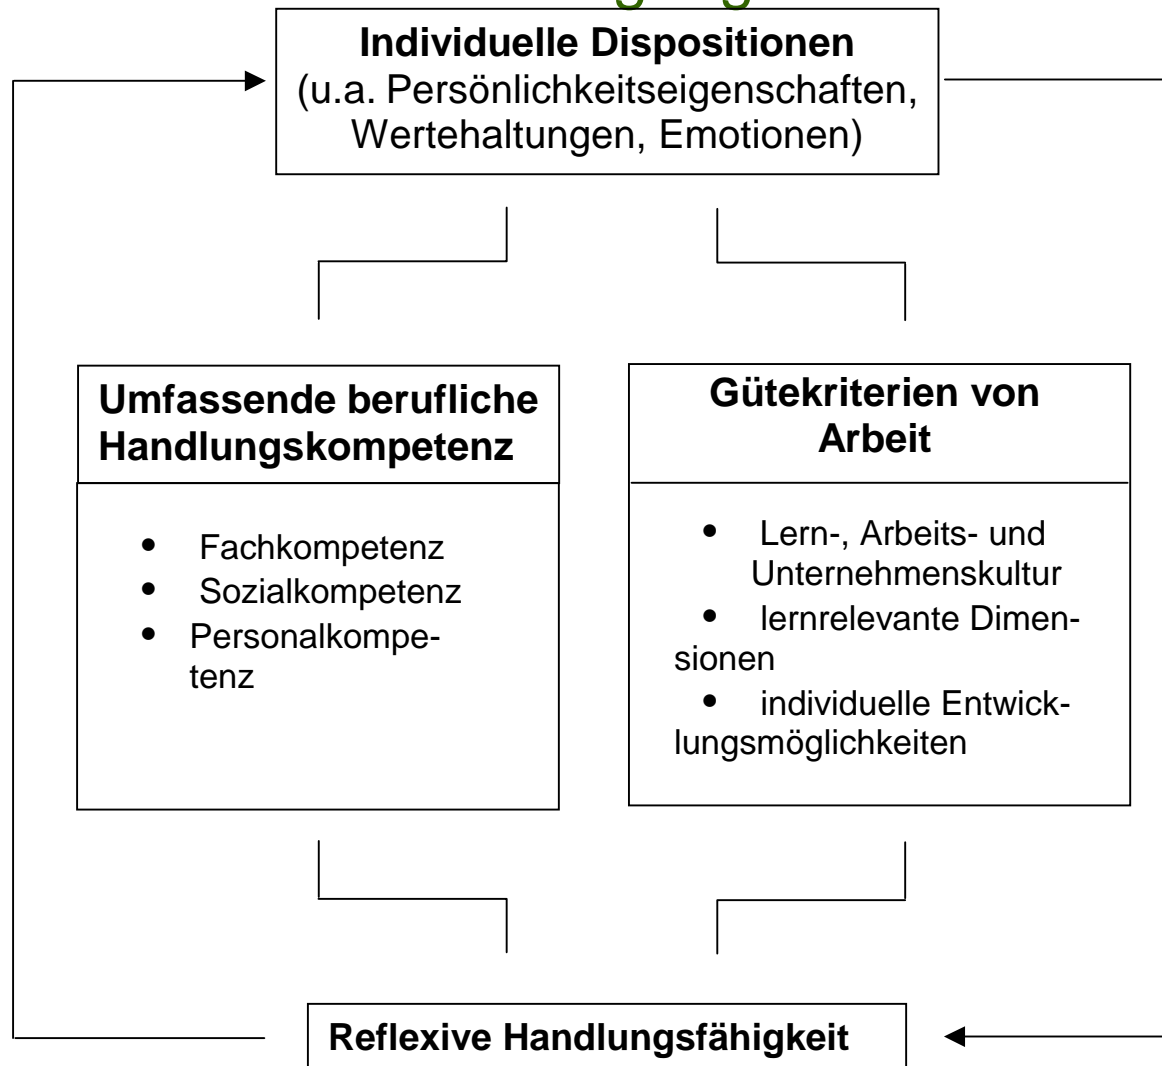 Individuelle Dispositionen
(u.a. Persönlichkeitseigenschaften,
Wertehaltungen, Emotionen)
Umfassende berufliche
Handlungskompetenz
• Fachkompetenz
• Sozialkompetenz
• Personalkompe-
tenz
Gütekriterien von
Arbeit
• Lern-, Arbeits- und
Unternehmenskultur
• lernrelevante Dimen-
sionen
• individuelle Entwick-
lungsmöglichkeiten
Reflexive Handlungsfähigkeit